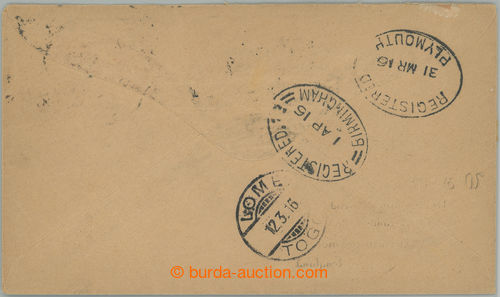 REGISTERED
31 MR 16
PLYMOUTH
REGISTERED
1 AP 16
BIRMINGHAM
LOME
12.3.16
TOGO
burda-auction.com